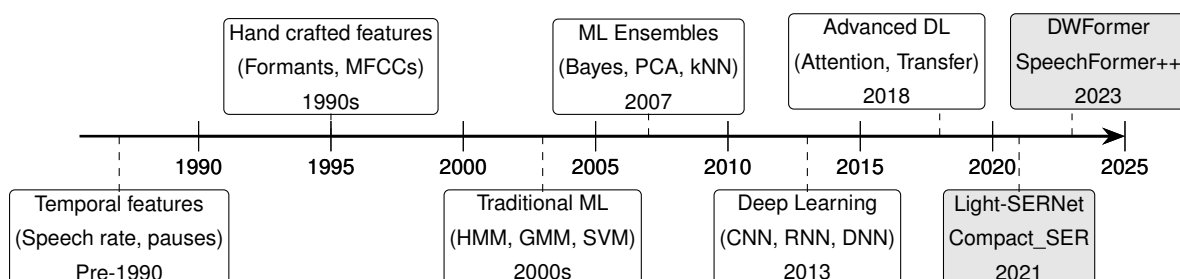 Hand crafted features
(Formants, MFCCs)
1990s
ML Ensembles
(Bayes, PCA, kNN)
2007
Advanced DL
(Attention, Transfer)
2018
DWFormer
SpeechFormer++
2023
1990
1995
2000
2005
2010
2015
2020
2025
Temporal features
(Speech rate, pauses)
Pre-1990
Traditional ML
(HMM, GMM, SVM)
2000s
Deep Learning
(CNN, RNN, DNN)
2013
Light-SERNet
Compact_SER
2021